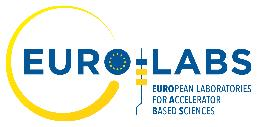 EURO-LABS
EUROPEAN LABORATORIES
FOR ACCELERATOR
BASED SCIENCES